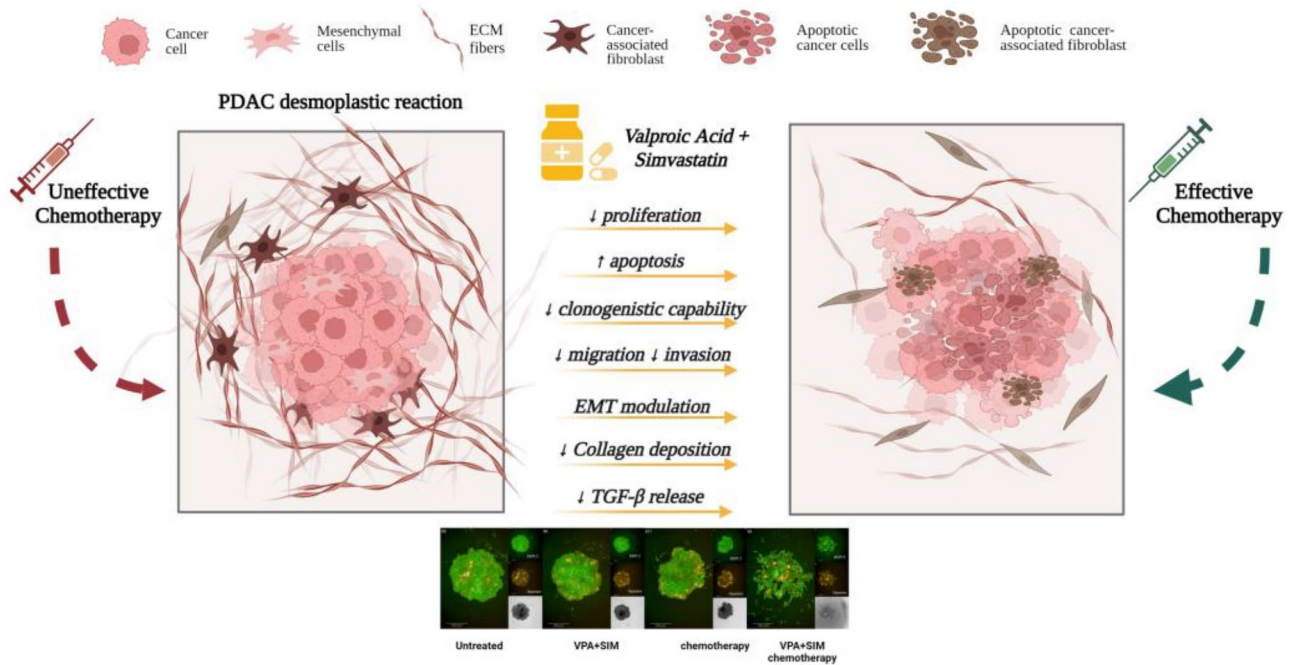 Cancer
cell
Mesenchymal
cells
ECM
fibers
Cancer-
associated
fibroblast
Apoptotic
cancer cells
Apoptotic cancer-
associated fibroblast
PDAC desmoplastic reaction
Uneffective
Chemotherapy
Valproic Acid +
Simvastatin
↓ proliferation
↑ apoptosis
↓ clonogenistic capability
↓ migration ↓ invasion
EMT modulation
↓ Collagen deposition
↓ TGF-β release
Effective
Chemotherapy
Untreated
VPA+SIM
chemotherapy
VPA+SIM
chemotherapy